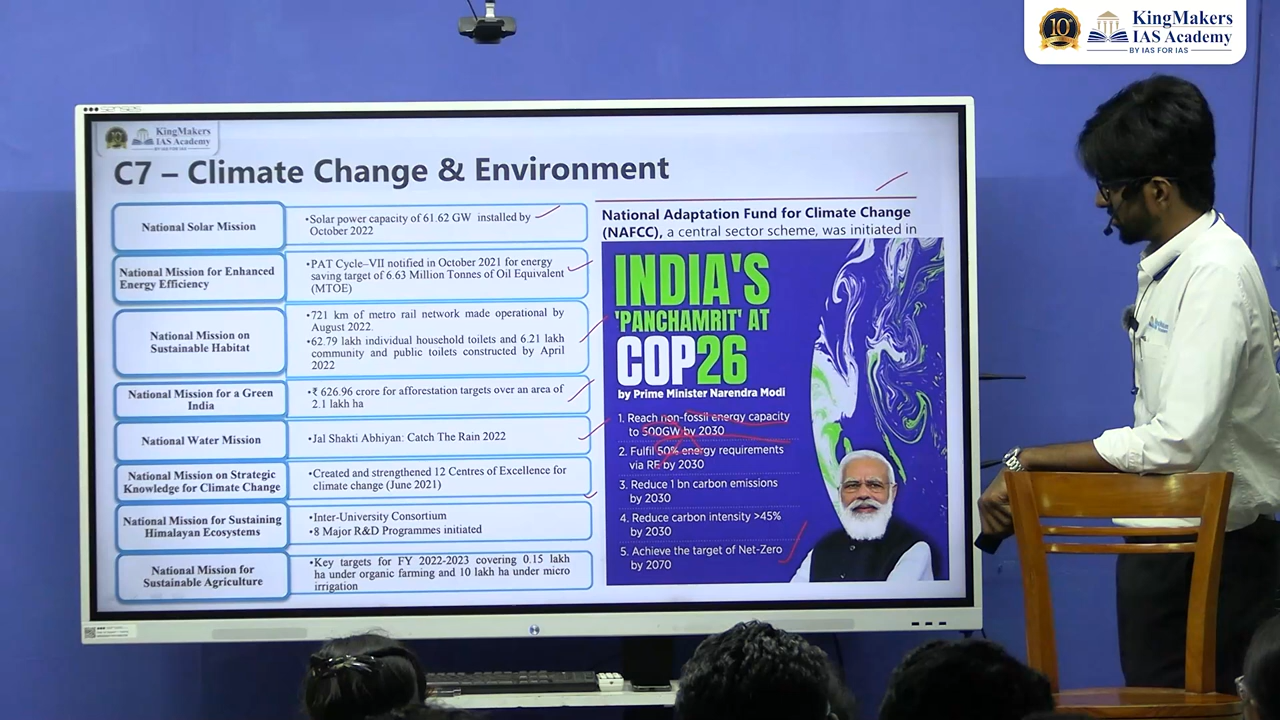 10
KingMakers
IAS Academy
BY IAS FOR IAS
KingMakers
IAS Academy
BY IAS FOR IAS
C7 – Climate Change & Environment
National Solar Mission
•Solar power capacity of 61.62 GW installed by
October 2022
National Mission for Enhanced
Energy Efficiency
•PAT Cycle–VII notified in October 2021 for energy
saving target of 6.63 Million Tonnes of Oil Equivalent
(MTOE)
National Mission on
Sustainable Habitat
•721 km of metro rail network made operational by
August 2022.
•62.79 lakh individual household toilets and 6.21 lakh
community and public toilets constructed by April
2022
National Mission for a Green
India
•₹ 626.96 crore for afforestation targets over an area of
2.1 lakh ha
National Water Mission
•Jal Shakti Abhiyan: Catch The Rain 2022
National Mission on Strategic
Knowledge for Climate Change
•Created and strengthened 12 Centres of Excellence for
climate change (June 2021)
National Mission for Sustaining
Himalayan Ecosystems
•Inter-University Consortium
•8 Major R&D Programmes initiated
National Mission for
Sustainable Agriculture
•Key targets for FY 2022-2023 covering 0.15 lakh
ha under organic farming and 10 lakh ha under micro
irrigation
National Adaptation Fund for Climate Change
(NAFCC), a central sector scheme, was initiated in
INDIA'S
'PANCHAMRIT' AT
COP26
by Prime Minister Narendra Modi
1. Reach non-fossil energy capacity
to 500GW by 2030
2. Fulfil 50% energy requirements
via RE by 2030
3. Reduce 1 bn carbon emissions
by 2030
4. Reduce carbon intensity >45%
by 2030
5. Achieve the target of Net-Zero
by 2070